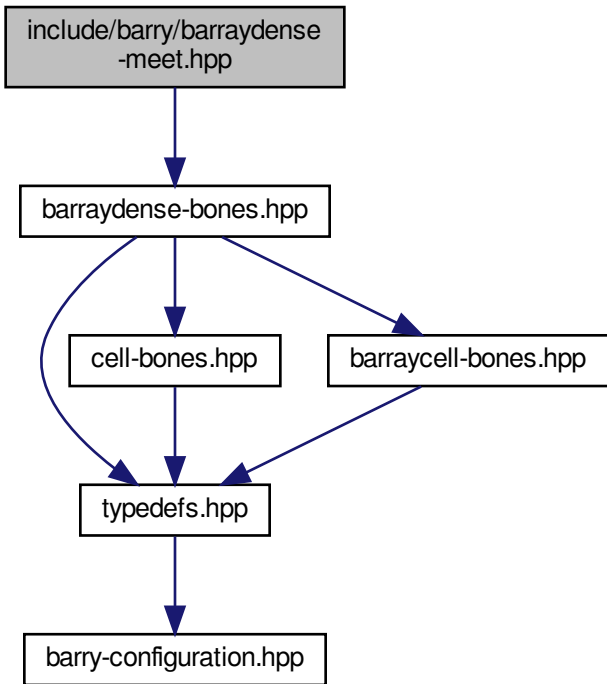 include/barry/barraydense
-meet.hpp
barraydense-bones.hpp
cell-bones.hpp
barraycell-bones.hpp
typedefs.hpp
barry-configuration.hpp